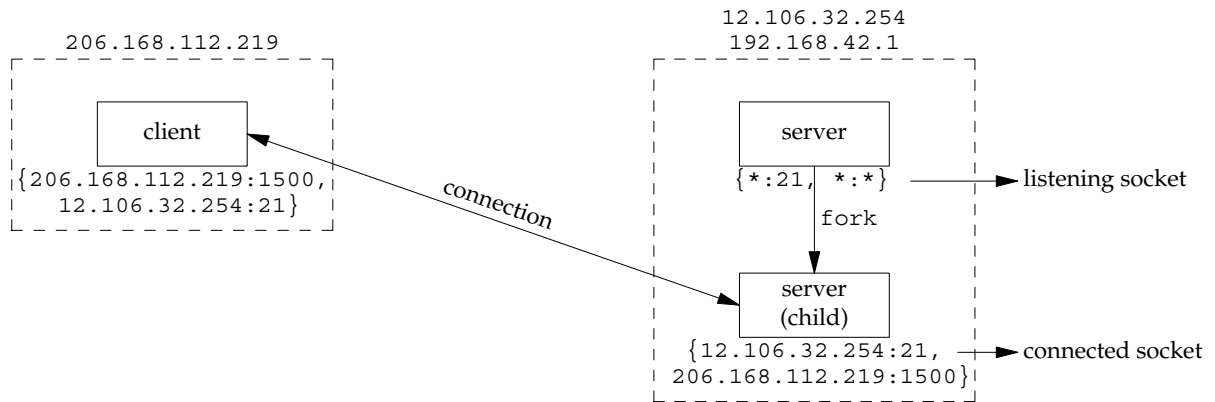 206.168.112.219
client
{206.168.112.219:1500,
12.106.32.254:21}
connection
12.106.32.254
192.168.42.1
server
{*:21, *:*}
listening socket
fork
server
(child)
{12.106.32.254:21,
206.168.112.219:1500}
connected socket